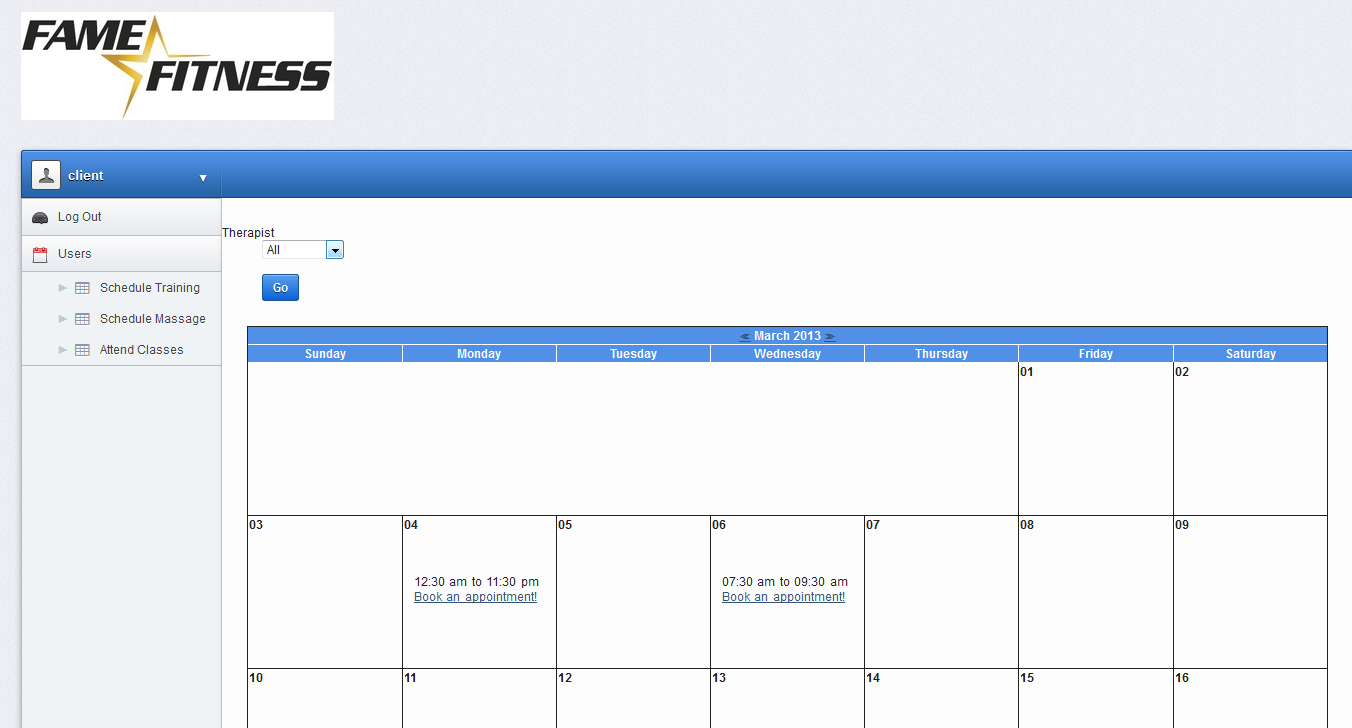 FAME
FITNESS
client
Log Out
Users
Schedule Training
Schedule Massage
Attend Classes
Therapist
All
Go
≪ March 2013 ≫
Sunday Monday Tuesday Wednesday Thursday Friday Saturday
01 02
03 04 05 06 07 08 09
12:30 am to 11:30 pm
Book an appointment!
07:30 am to 09:30 am
Book an appointment!
10 11 12 13 14 15 16